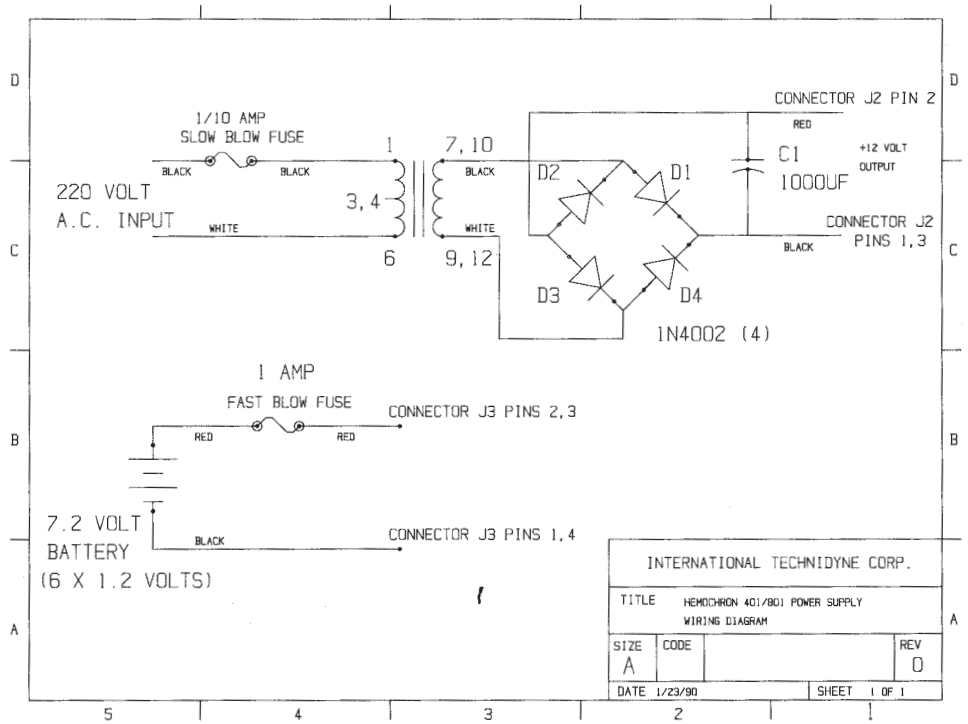 D
D
CONNECTOR J2 PIN 2
RED
1/10 AMP
SLOW BLOW FUSE
1
7,10
BLACK
BLACK
BLACK
D2
D1
C1
1000UF
+12 VOLT
OUTPUT
220 VOLT
A.C. INPUT
3,4
WHITE
WHITE
CONNECTOR J2
PINS 1,3
BLACK
C
C
6
9,12
D3
D4
1N4002 (4)
1 AMP
FAST BLOW FUSE
CONNECTOR J3 PINS 2,3
RED
RED
B
B
7.2 VOLT
BATTERY
(6 X 1.2 VOLTS)
BLACK
CONNECTOR J3 PINS 1,4
INTERNATIONAL TECHNIDYNE CORP.
TITLE HEMOCHRON 401/801 POWER SUPPLY
WIRING DIAGRAM
A
A
SIZE CODE REV
A 0
DATE 1/23/90 SHEET 1 OF 1
5 4 3 2 1